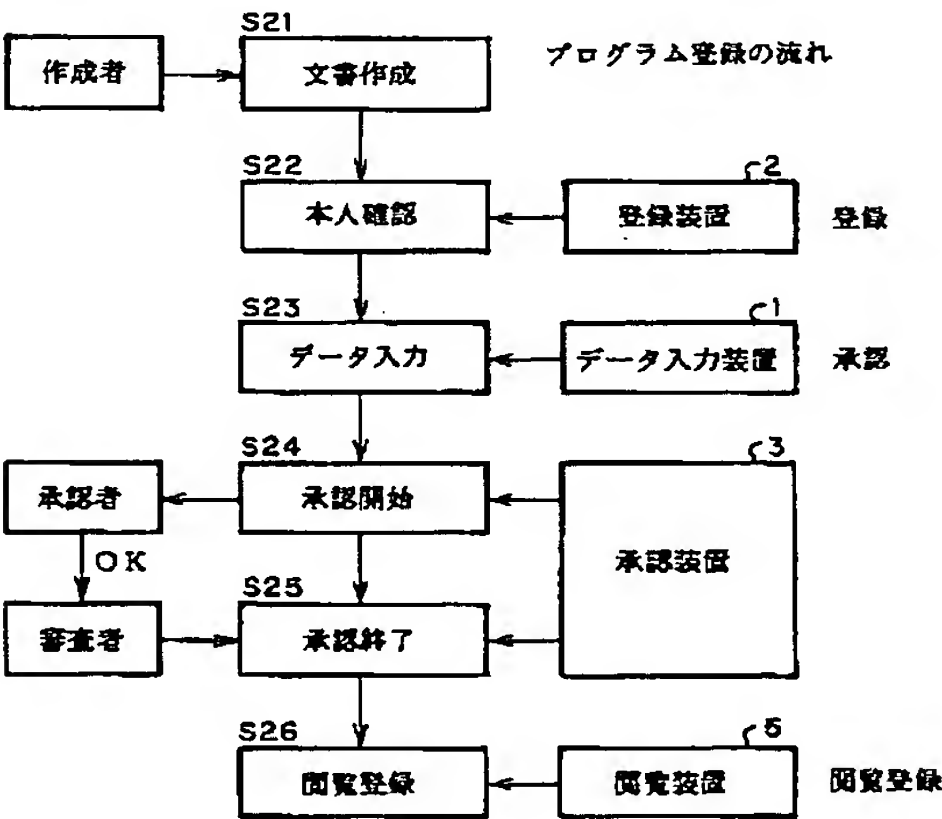 S21
作成者
文書作成
プログラム登録の流れ
S22
2
本人確認
登録装置
登録
S23
1
データ入力
データ入力装置
承認
S24
3
承認者
承認開始
承認装置
OK
S25
審査者
承認終了
S26
5
閲覧登録
閲覧装置
閲覧登録